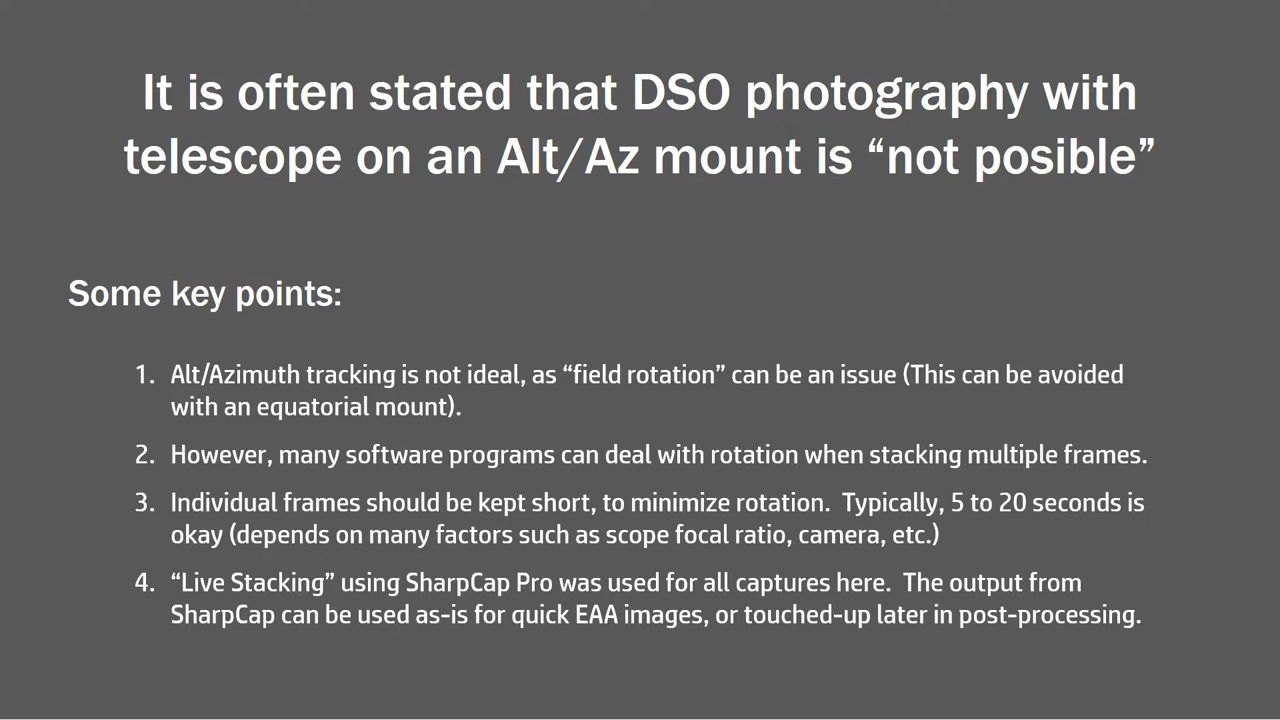 It is often stated that DSO photography with
telescope on an Alt/Az mount is “not posible”
Some key points:
1. Alt/Azimuth tracking is not ideal, as “field rotation” can be an issue (This can be avoided
with an equatorial mount).
2. However, many software programs can deal with rotation when stacking multiple frames.
3. Individual frames should be kept short, to minimize rotation.  Typically, 5 to 20 seconds is
okay (depends on many factors such as scope focal ratio, camera, etc.)
4. “Live Stacking” using SharpCap Pro was used for all captures here.  The output from
SharpCap can be used as-is for quick EAA images, or touched-up later in post-processing.